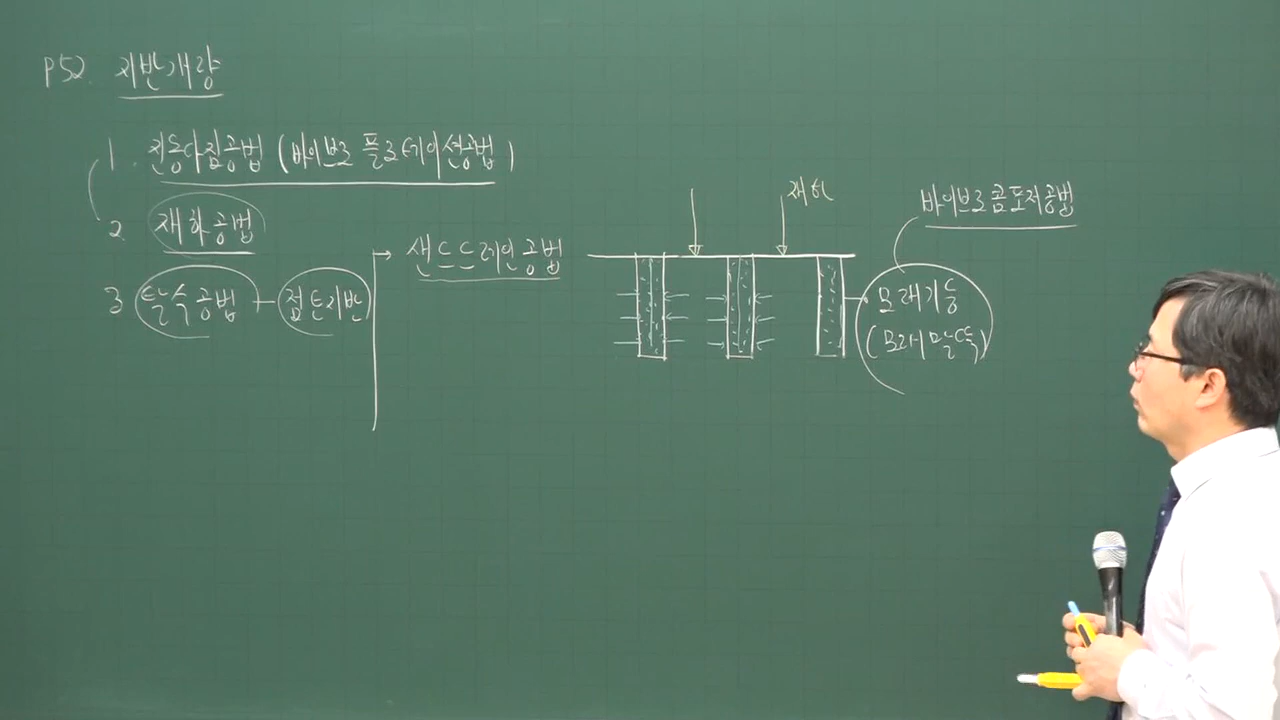 P52. 지반개량
1. 진동다짐공법 (바이브로 플로테이션공법)
2. 재하공법
3 탈수공법 - 점토지반
→ 샌드드레인공법
재하
바이브로콤포저공법
모래기둥
(모래말뚝)